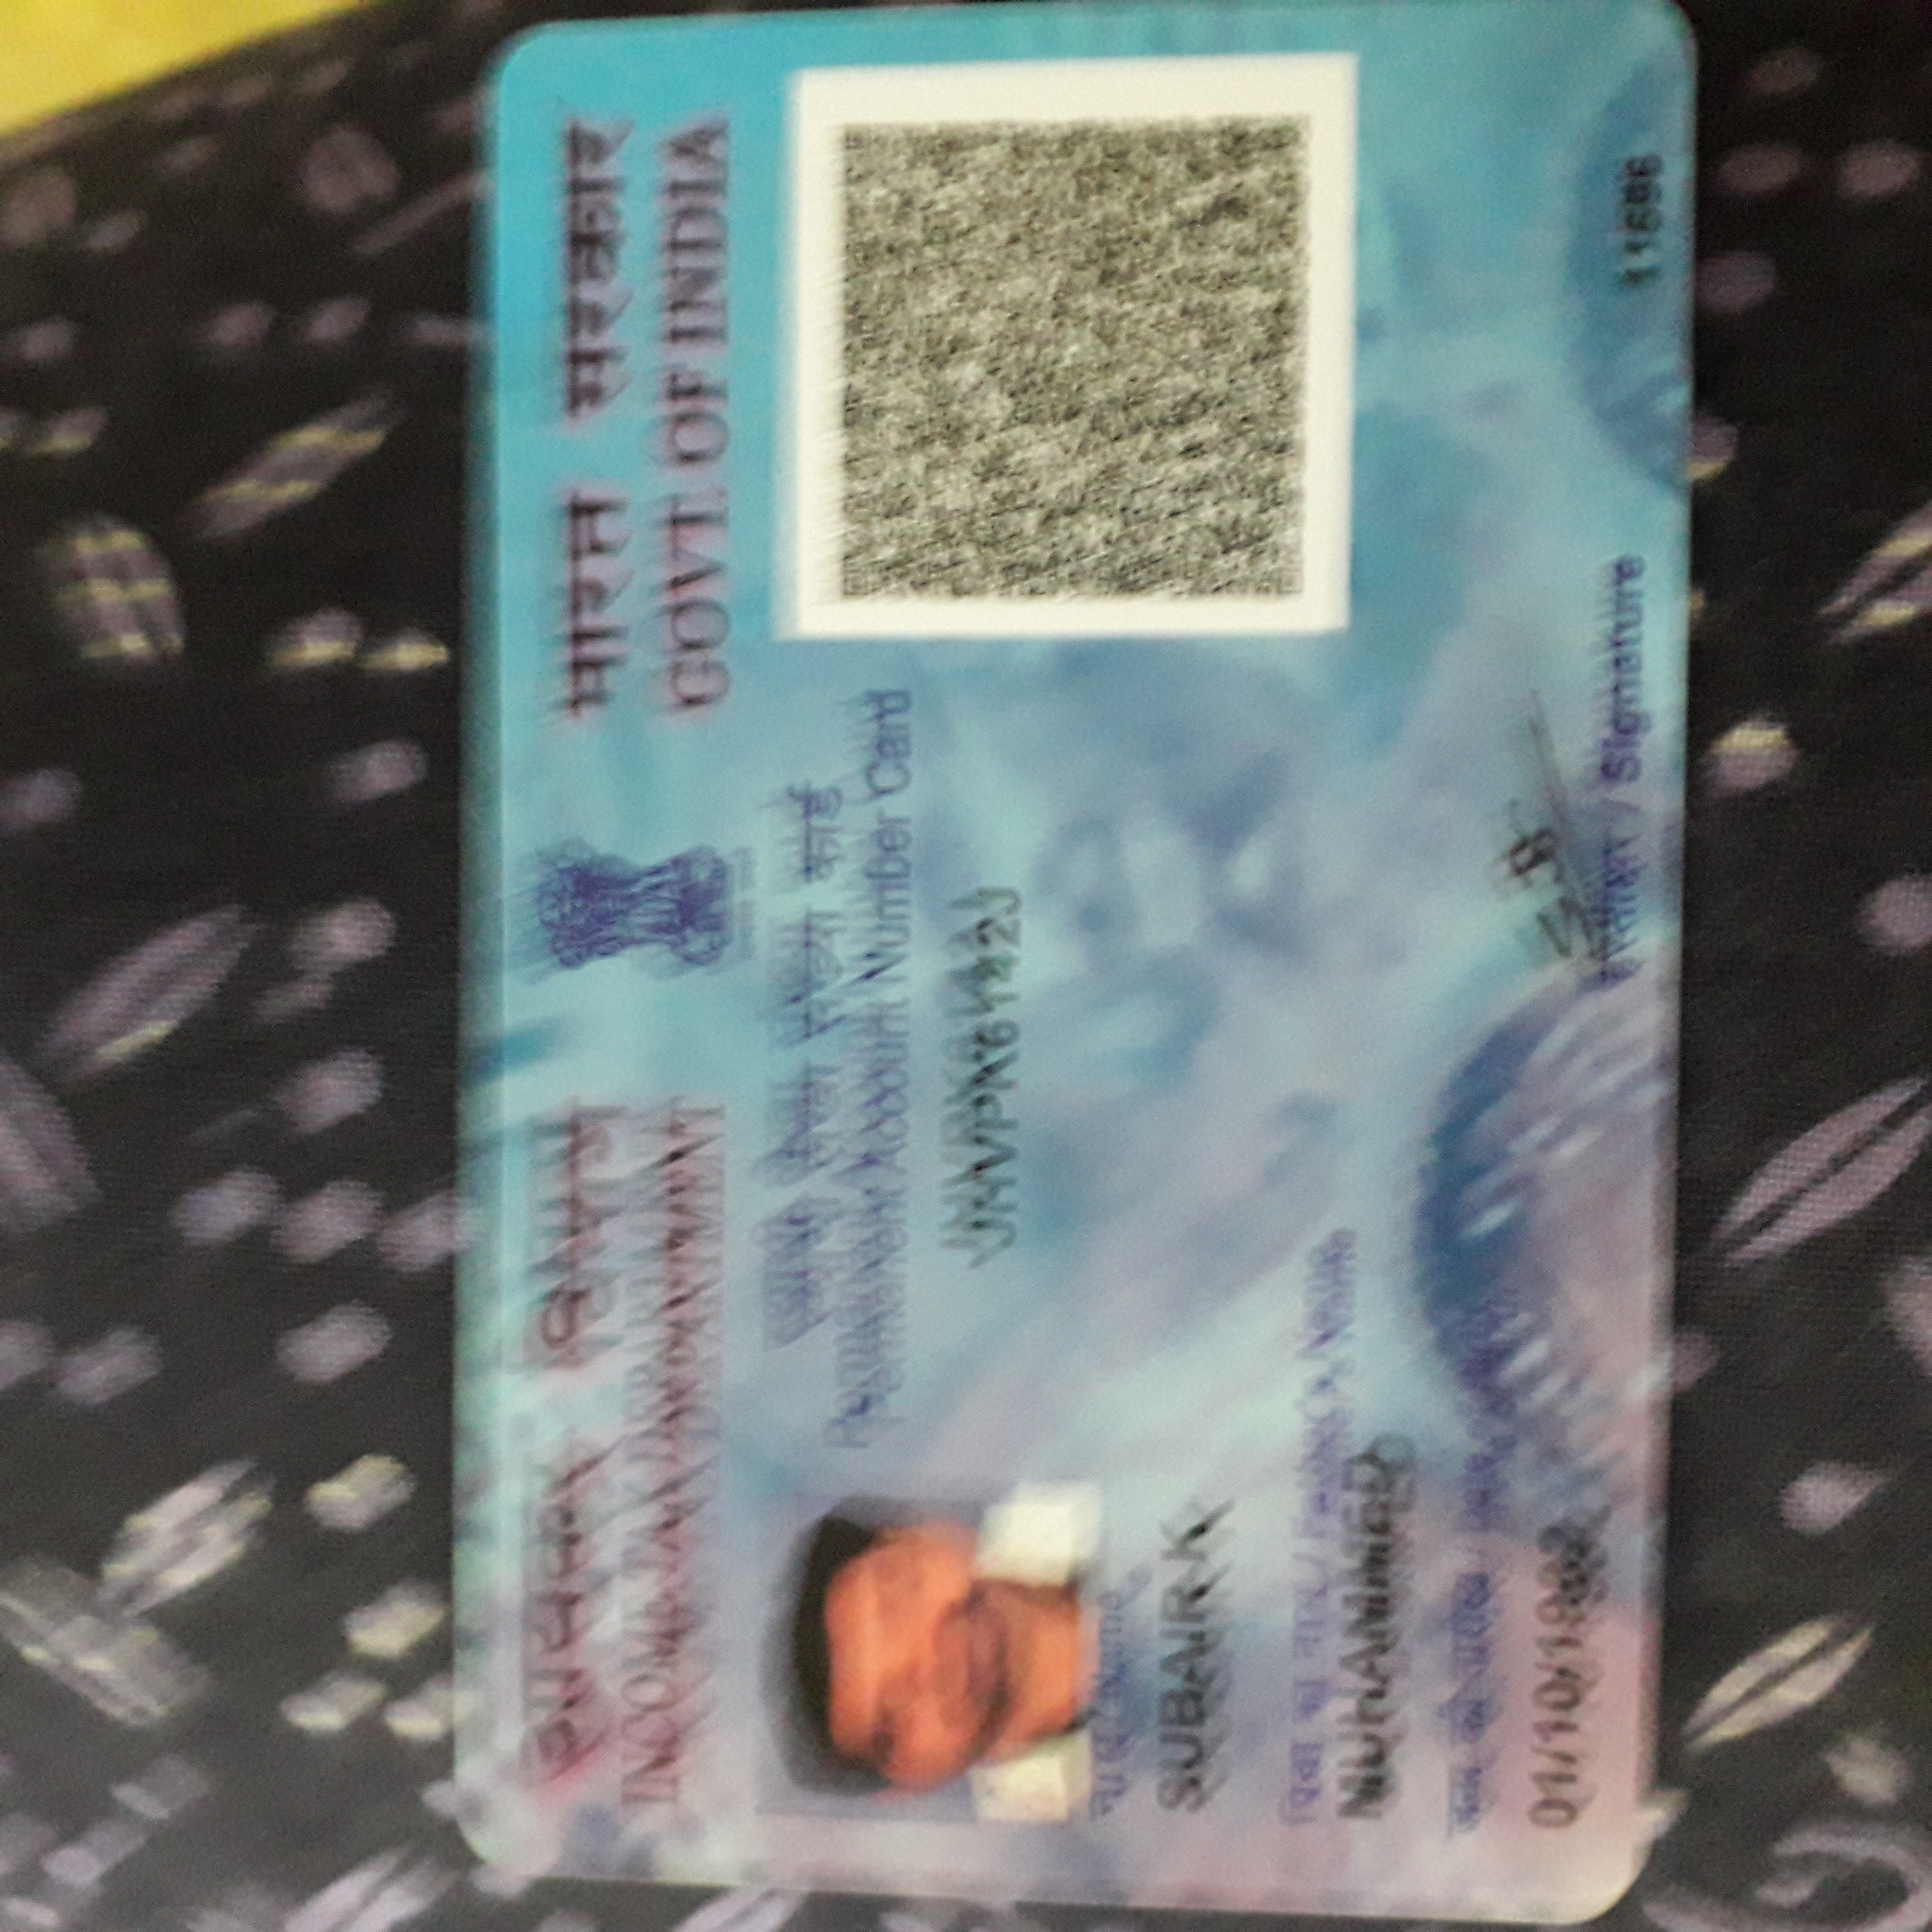 आयकर विभाग
INCOME TAX DEPARTMENT
भारत सरकार
GOVT. OF INDIA
स्थायी लेखा संख्या कार्ड
Permanent Account Number Card
JHVPK6142J
नाम / Name
SUBAIR K
पिता का नाम / Father's Name
MUHAMMED
जन्म की तारीख / Date of Birth
01/10/1982
हस्ताक्षर / Signature